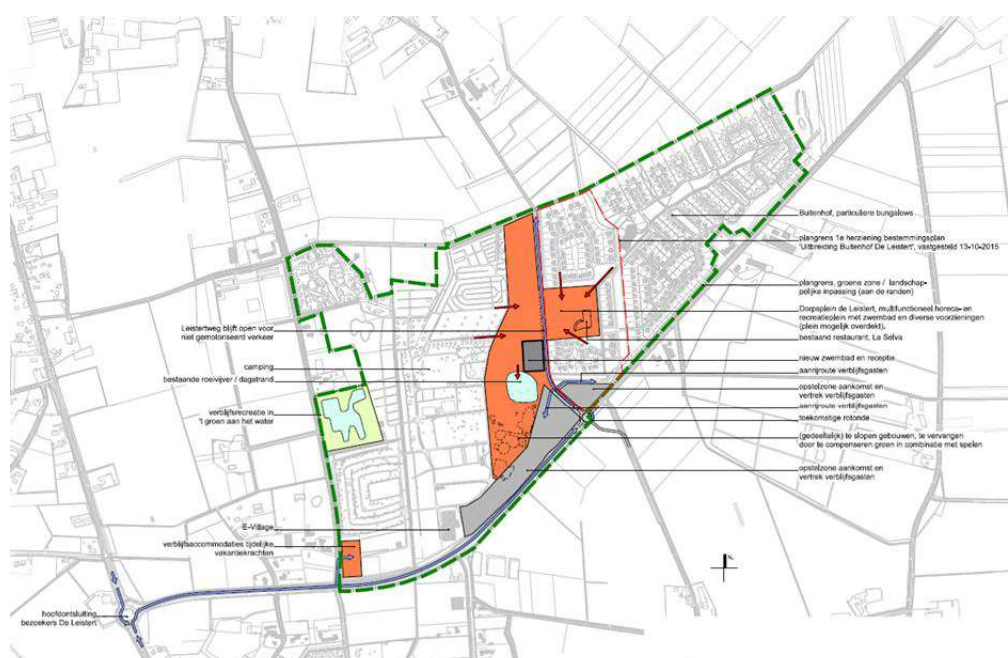 Buitenhof, particuliere bungalows
plangrens 1e herziening bestemmingsplan
'Uitbreiding Buitenhof De Leistert', vastgesteld 13-10-2015
plangrens, groene zone / landschap-
pelijke inpassing (aan de randen)
Dorpsplein de Leistert, multifunctioneel horeca- en
recreatieplein met zwembad en diverse voorzieningen
(plein mogelijk overdekt).
bestaand restaurant, La Selva
nieuw zwembad en receptie
aanrijroute verblijfsgasten
opstelzone aankomst en
vertrek verblijfsgasten
aanrijroute verblijfsgasten
toekomstige rotonde
(gedeeltelijk) te slopen gebouwen, te vervangen
door te compenseren groen in combinatie met spelen
opstelzone aankomst en
vertrek verblijfsgasten
Leistertweg blijft open voor
niet gemotoriseerd verkeer
camping
bestaande roeivijver / dagstrand
verblijfsrecreatie in
't groen aan het water
E-Village
verblijfsaccommodaties tijdelijke
vakantiekrachten
hoofdontsluiting
bezoekers De Leistert